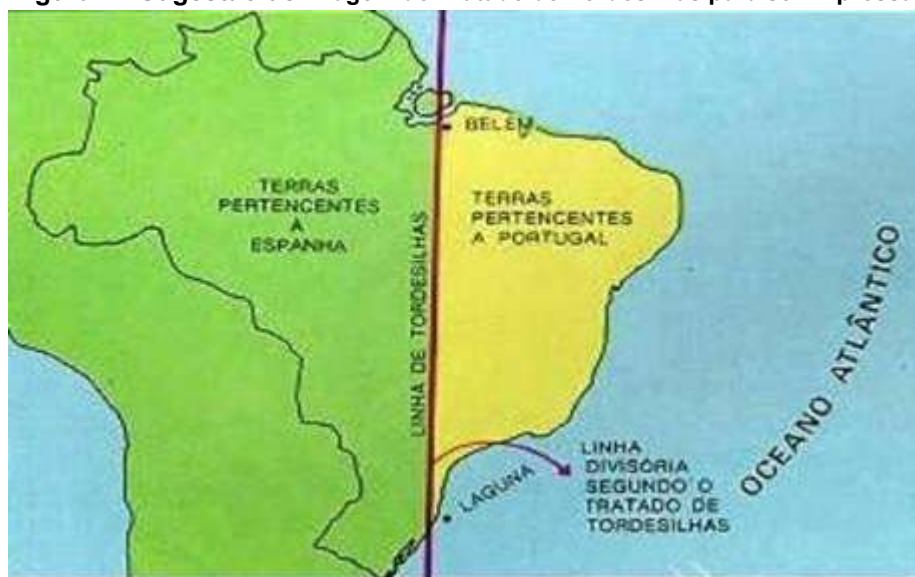 TERRAS
PERTENCENTES
À
ESPANHA
LINHA DE TORDESILHAS
BELÉM
TERRAS
PERTENCENTES
A PORTUGAL
OCEANO ATLÂNTICO
LAGUNA
LINHA
DIVISÓRIA
SEGUNDO O
TRATADO DE
TORDESILHAS